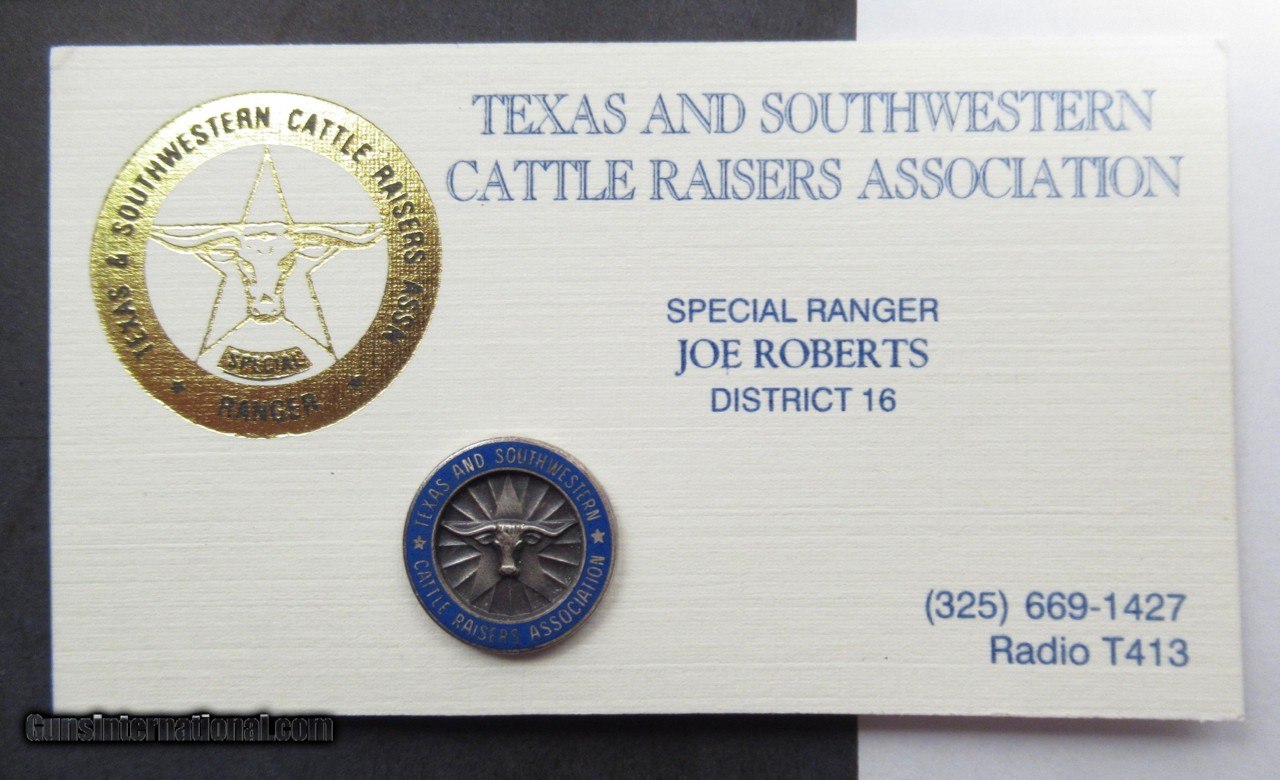 TEXAS & SOUTHWESTERN CATTLE RAISERS ASSN
SPECIAL
RANGER
TEXAS AND SOUTHWESTERN
CATTLE RAISERS ASSOCIATION
SPECIAL RANGER
JOE ROBERTS
DISTRICT 16
TEXAS AND SOUTHWESTERN
CATTLE RAISERS ASSOCIATION
(325) 669-1427
Radio T413
GunsInternational.com